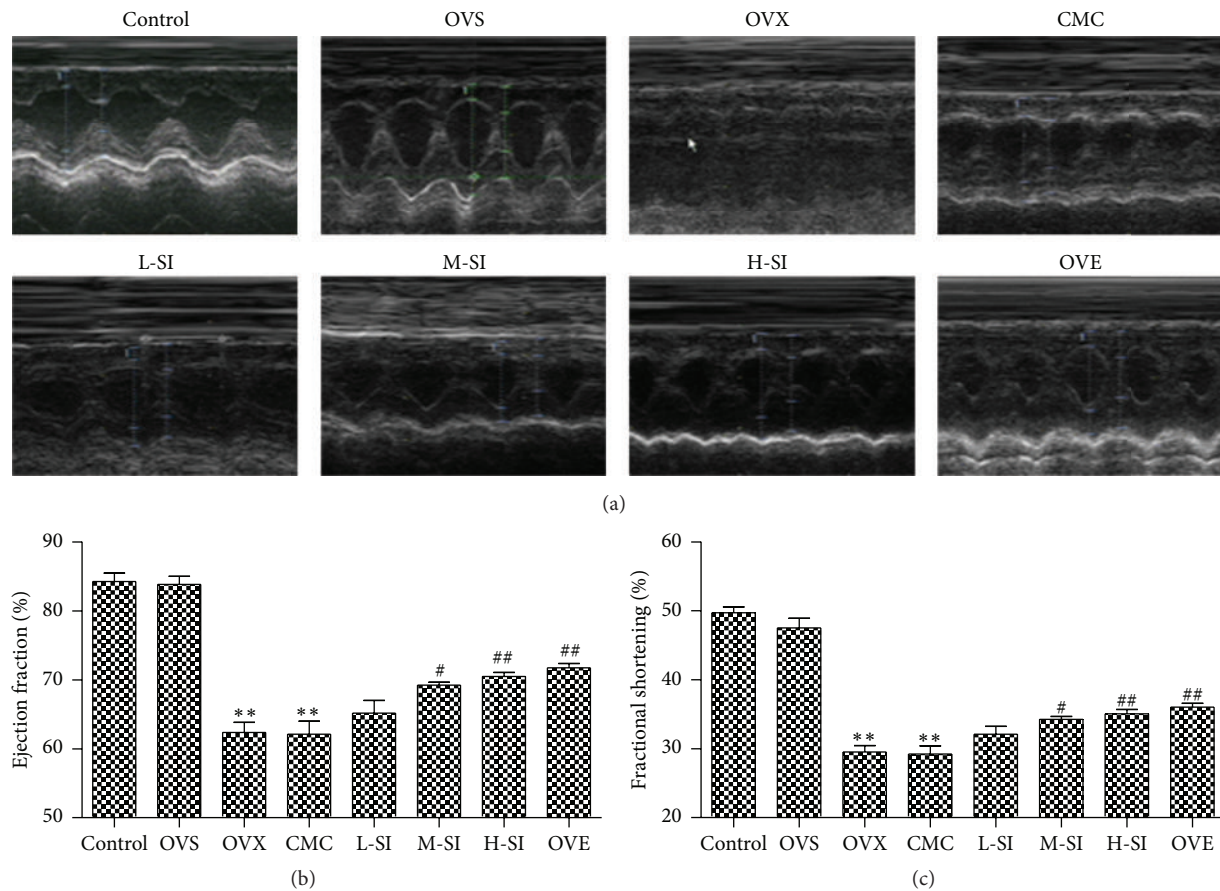 Control OVS OVX CMC
L-SI M-SI H-SI OVE
(a)
90
80
70
60
50
Ejection fraction (%)
** ** # ## ##
Control OVS OVX CMC L-SI M-SI H-SI OVE
(b)
60
50
40
30
20
Fractional shortening (%)
** ** # ## ##
Control OVS OVX CMC L-SI M-SI H-SI OVE
(c)